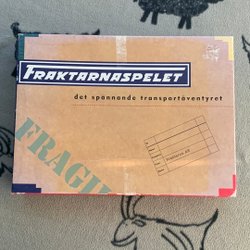 FRAKTARNASPELET
det spännande transportäventyret
FRAGI